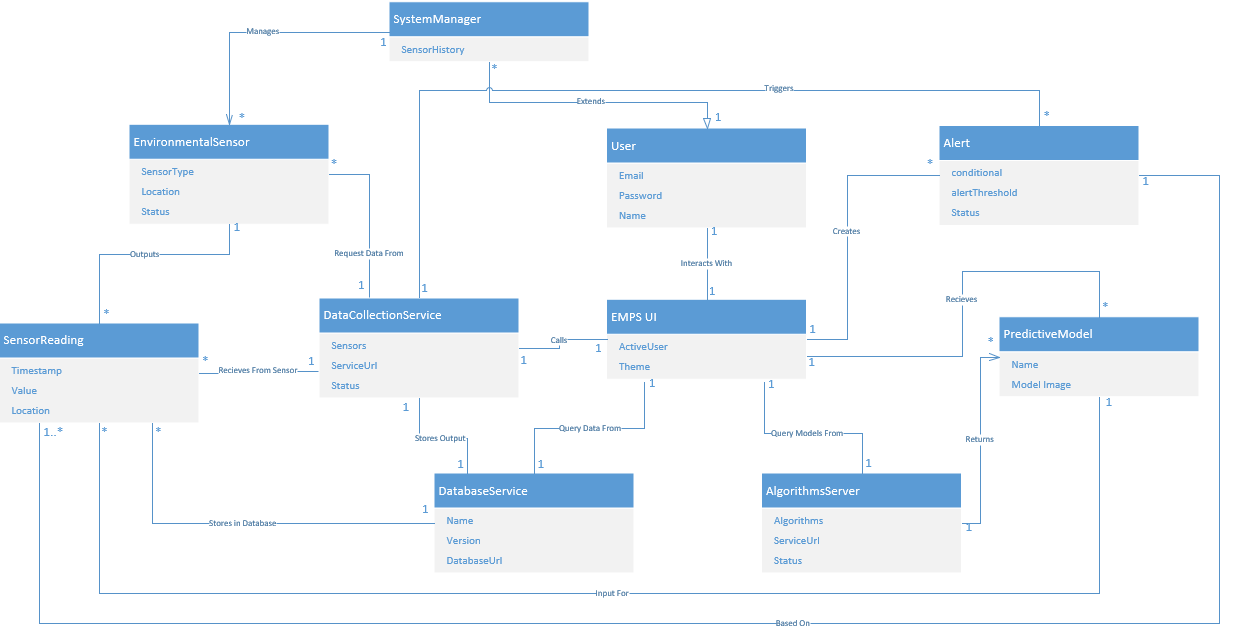 SystemManager
SensorHistory
Manages
1
*
*
Extends
1
Triggers
*
EnvironmentalSensor
SensorType
Location
Status
*
1
User
Email
Password
Name
1
Alert
conditional
alertThreshold
Status
*
1
Outputs
*
Request Data From
1
1
Interacts With
1
Creates
1
Recieves
*
1
SensorReading
Timestamp
Value
Location
*
Recieves From Sensor
1
DataCollectionService
Sensors
ServiceUrl
Status
1
Calls
1
EMPS UI
ActiveUser
Theme
PredictiveModel
Name
Model Image
*
1
1..*
*
*
1
Stores Output
1
1
Query Data From
1
1
Query Models From
1
Returns
1
DatabaseService
Name
Version
DatabaseUrl
1
Stores in Database
AlgorithmsServer
Algorithms
ServiceUrl
Status
Input For
Based On